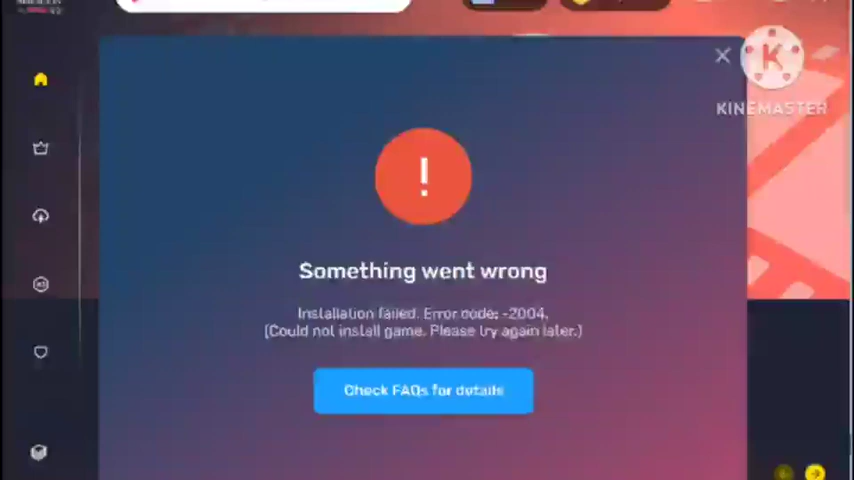 KINEMASTER
Something went wrong
Installation failed. Error code: -2004.
(Could not install game. Please try again later.)
Check FAQs for details